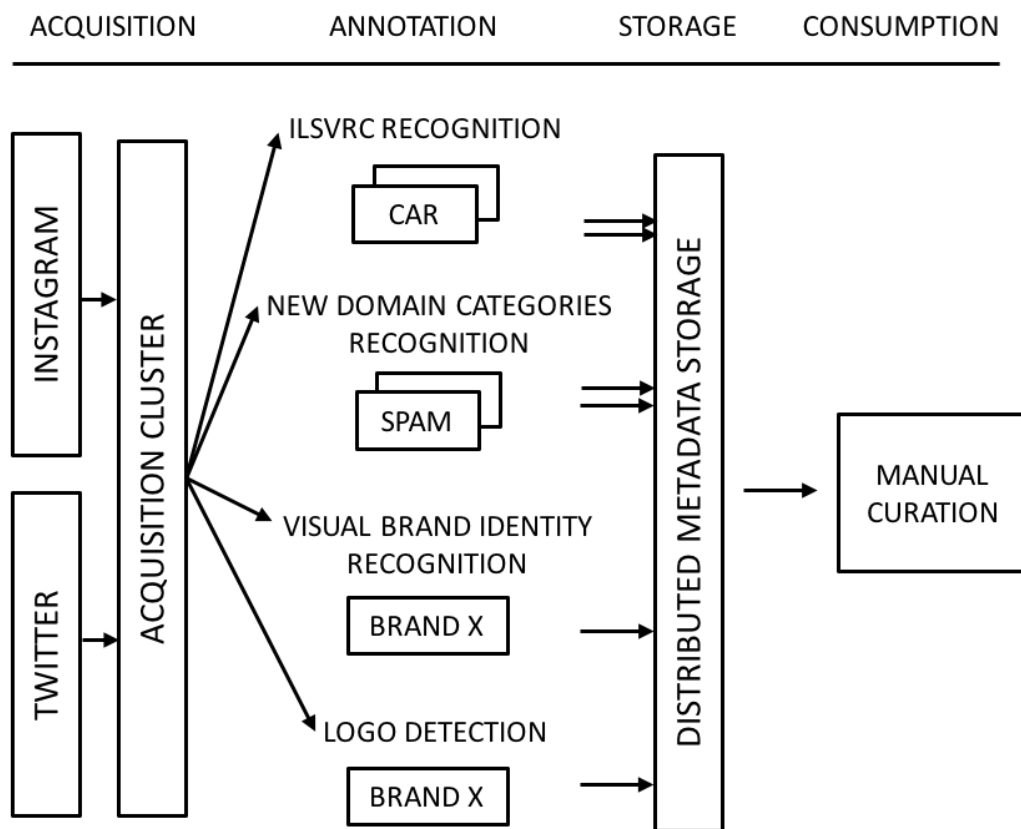 ACQUISITION
ANNOTATION
STORAGE
CONSUMPTION
INSTAGRAM
TWITTER
ACQUISITION CLUSTER
ILSVRC RECOGNITION
CAR
NEW DOMAIN CATEGORIES
RECOGNITION
SPAM
VISUAL BRAND IDENTITY
RECOGNITION
BRAND X
LOGO DETECTION
BRAND X
DISTRIBUTED METADATA STORAGE
MANUAL
CURATION